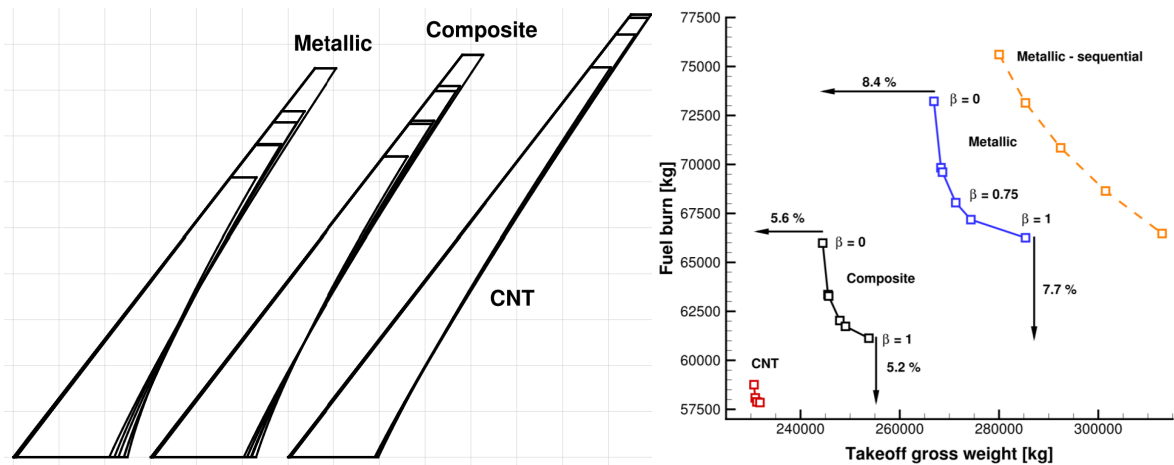 Metallic
Composite
CNT
Fuel burn [kg]
77500
75000
72500
70000
67500
65000
62500
60000
57500
Metallic - sequential
8.4 %
β = 0
Metallic
β = 0.75
β = 1
5.6 %
β = 0
Composite
7.7 %
β = 1
5.2 %
CNT
240000 260000 280000 300000
Takeoff gross weight [kg]